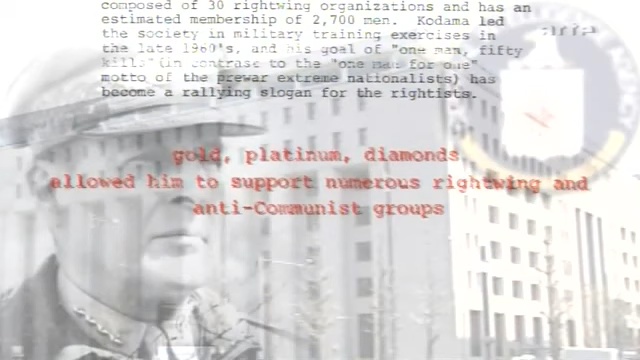 composed of 30 rightwing organizations and has an
estimated membership of 2,700 men. Kodama led
the society in military training exercises in
the late 1960's, and his goal of "one man, fifty
kills" (in contrast to the "one man for one"
motto of the prewar extreme nationalists) has
become a rallying slogan for the rightists.
gold, platinum, diamonds
allowed him to support numerous rightwing and
anti-Communist groups